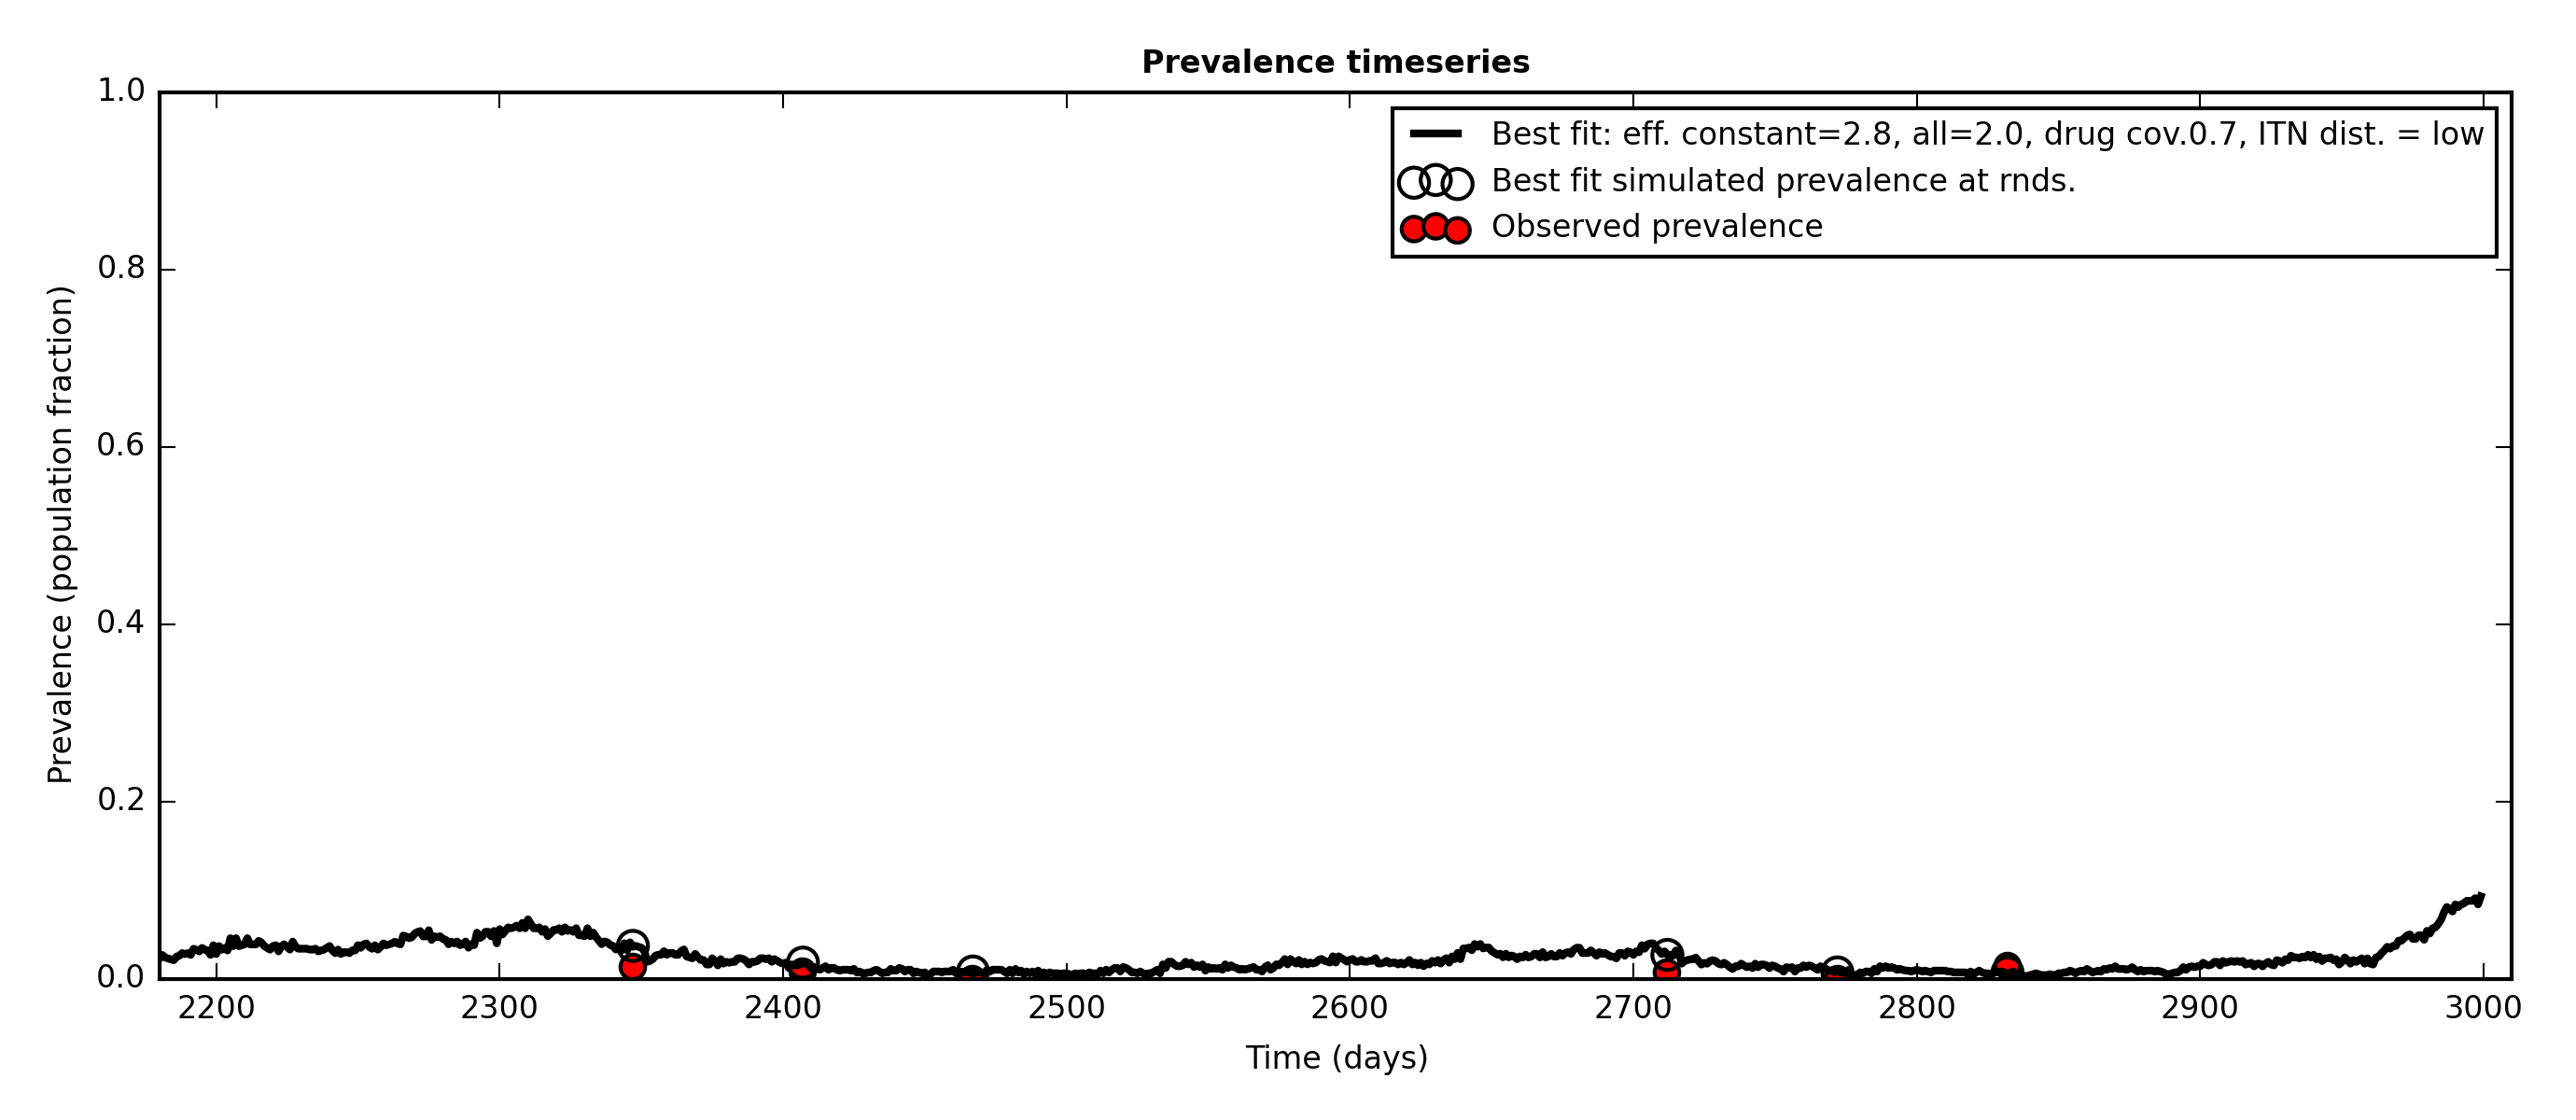 Prevalence timeseries
1.0
0.8
0.6
0.4
0.2
0.0
Prevalence (population fraction)
Best fit: eff. constant=2.8, all=2.0, drug cov.0.7, ITN dist. = low
Best fit simulated prevalence at rnds.
Observed prevalence
2200 2300 2400 2500 2600 2700 2800 2900 3000
Time (days)